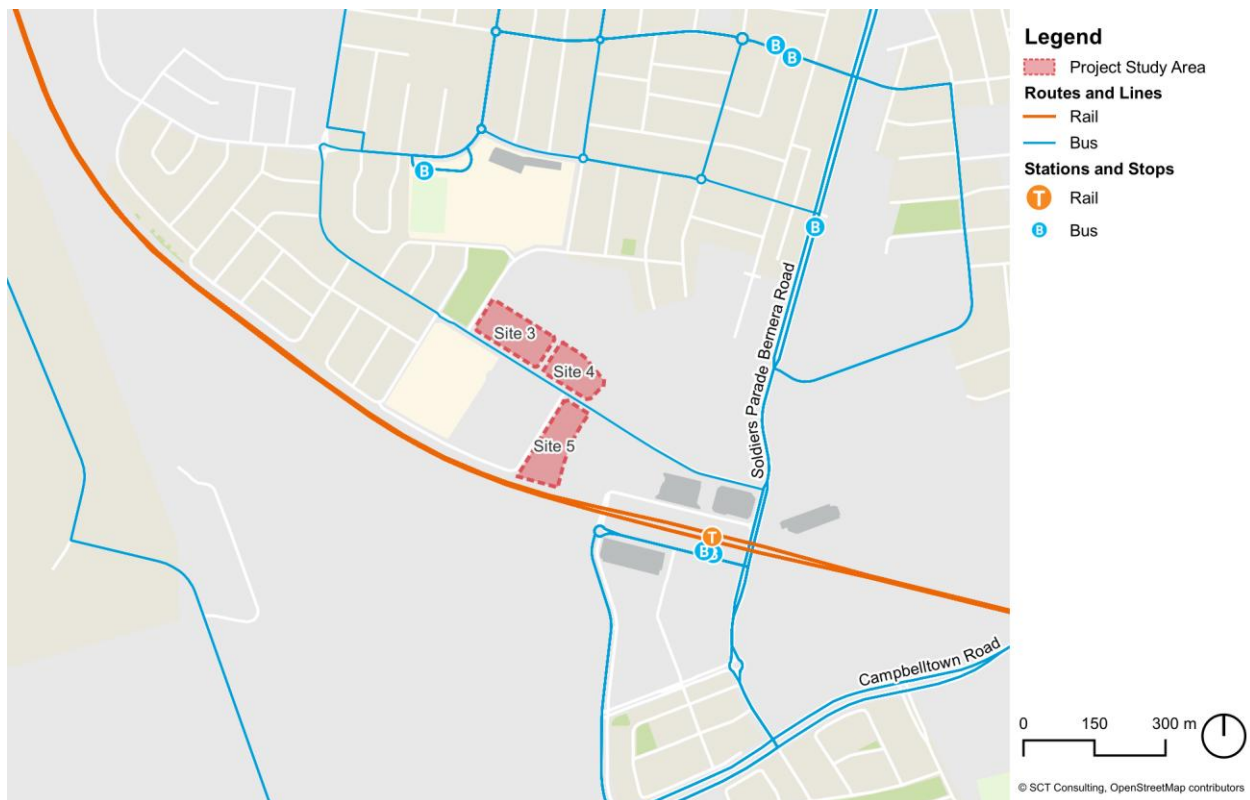 Legend
Project Study Area
Routes and Lines
Rail
Bus
Stations and Stops
T Rail
B Bus
0 150 300 m
© SCT Consulting, OpenStreetMap contributors
B
B
B
B
Soldiers Parade Bernera Road
Site 3
Site 4
Site 5
T
B
B
Campbelltown Road